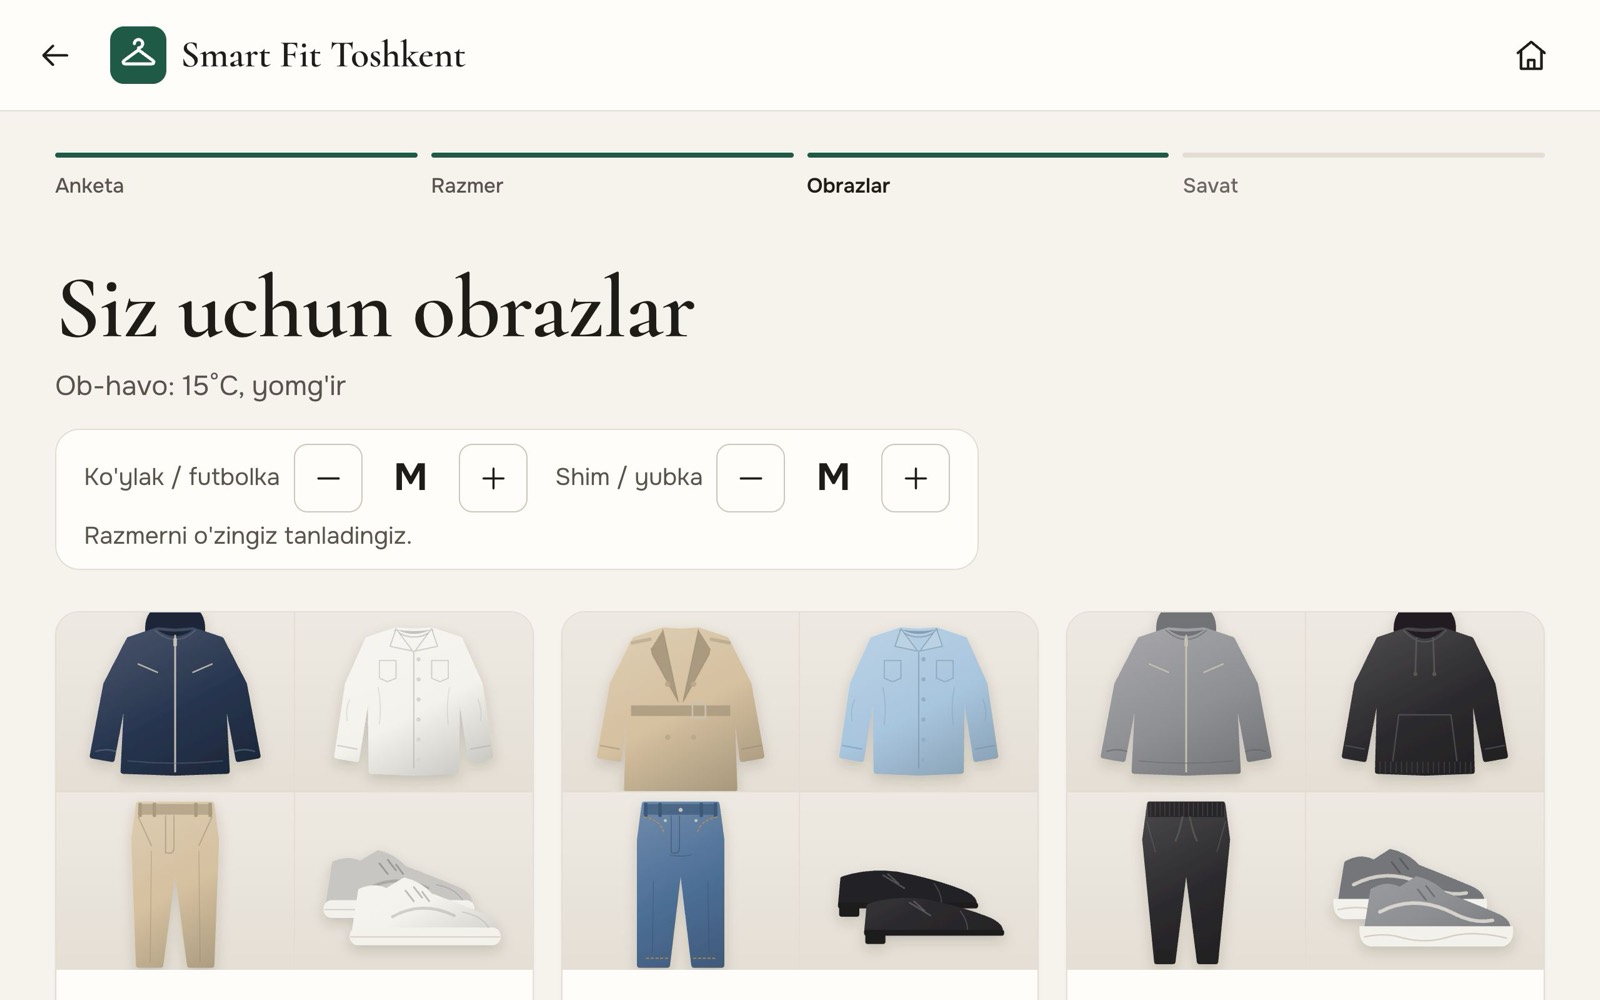 Smart Fit Toshkent
Anketa
Razmer
Obrazlar
Savat
Siz uchun obrazlar
Ob-havo: 15°C, yomg'ir
Ko'ylak / futbolka − M + Shim / yubka − M +
Razmerni o'zingiz tanladingiz.